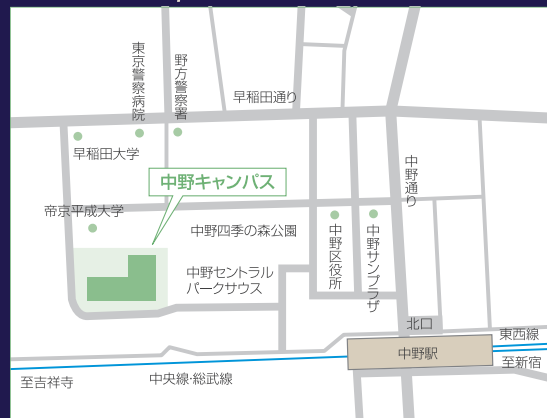 東京警察病院
野方警察署
早稲田通り
早稲田大学
中野キャンパス
中野通り
帝京平成大学
中野四季の森公園
中野区役所
中野サンプラザ
中野セントラル
パークサウス
北口
東西線
中野駅
至新宿
至吉祥寺
中央線・総武線